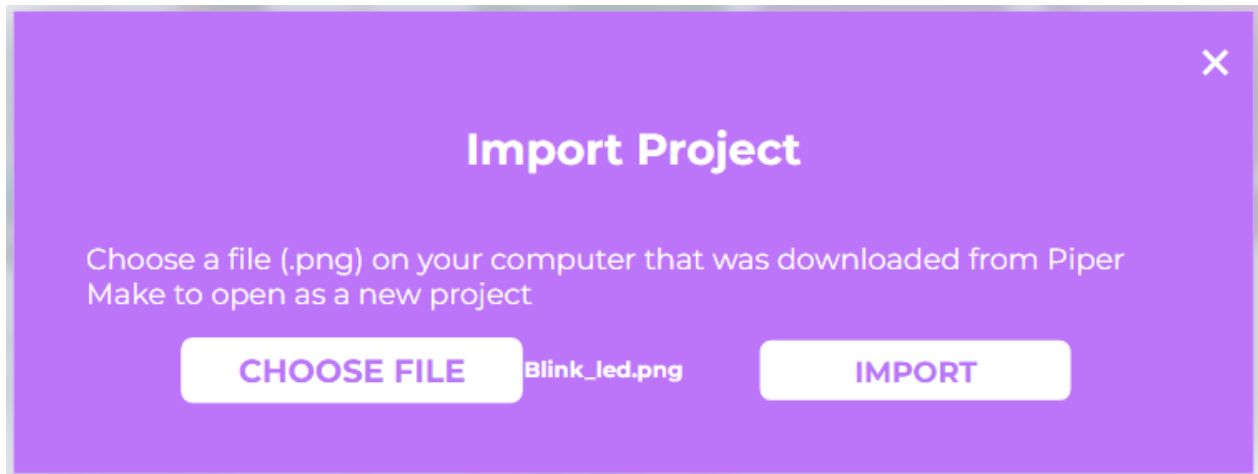 Import Project
Choose a file (.png) on your computer that was downloaded from Piper
Make to open as a new project
CHOOSE FILE Blink_led.png IMPORT